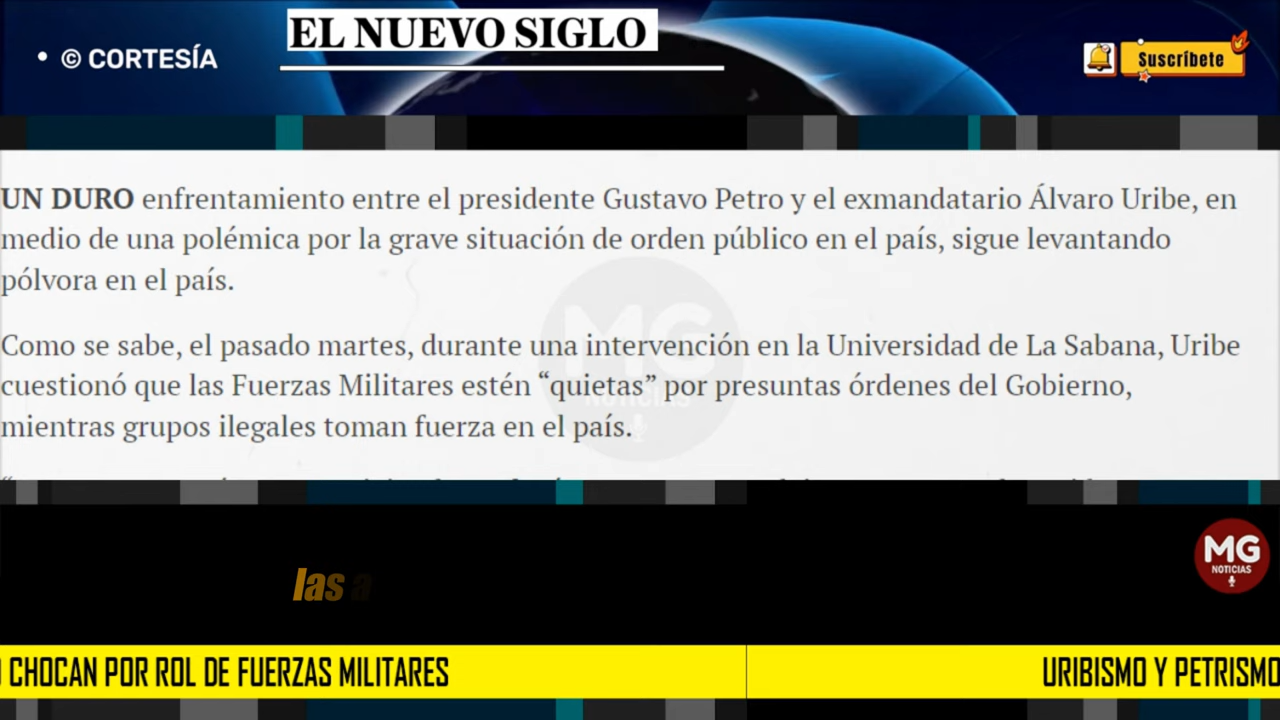 EL NUEVO SIGLO
• © CORTESÍA
Suscríbete
UN DURO enfrentamiento entre el presidente Gustavo Petro y el exmandatario Álvaro Uribe, en
medio de una polémica por la grave situación de orden público en el país, sigue levantando
pólvora en el país.
Como se sabe, el pasado martes, durante una intervención en la Universidad de La Sabana, Uribe
cuestionó que las Fuerzas Militares estén “quietas” por presuntas órdenes del Gobierno,
mientras grupos ilegales toman fuerza en el país.
MG
NOTICIAS
las a
MG
NOTICIAS
CHOCAN POR ROL DE FUERZAS MILITARES
URIBISMO Y PETRISMO